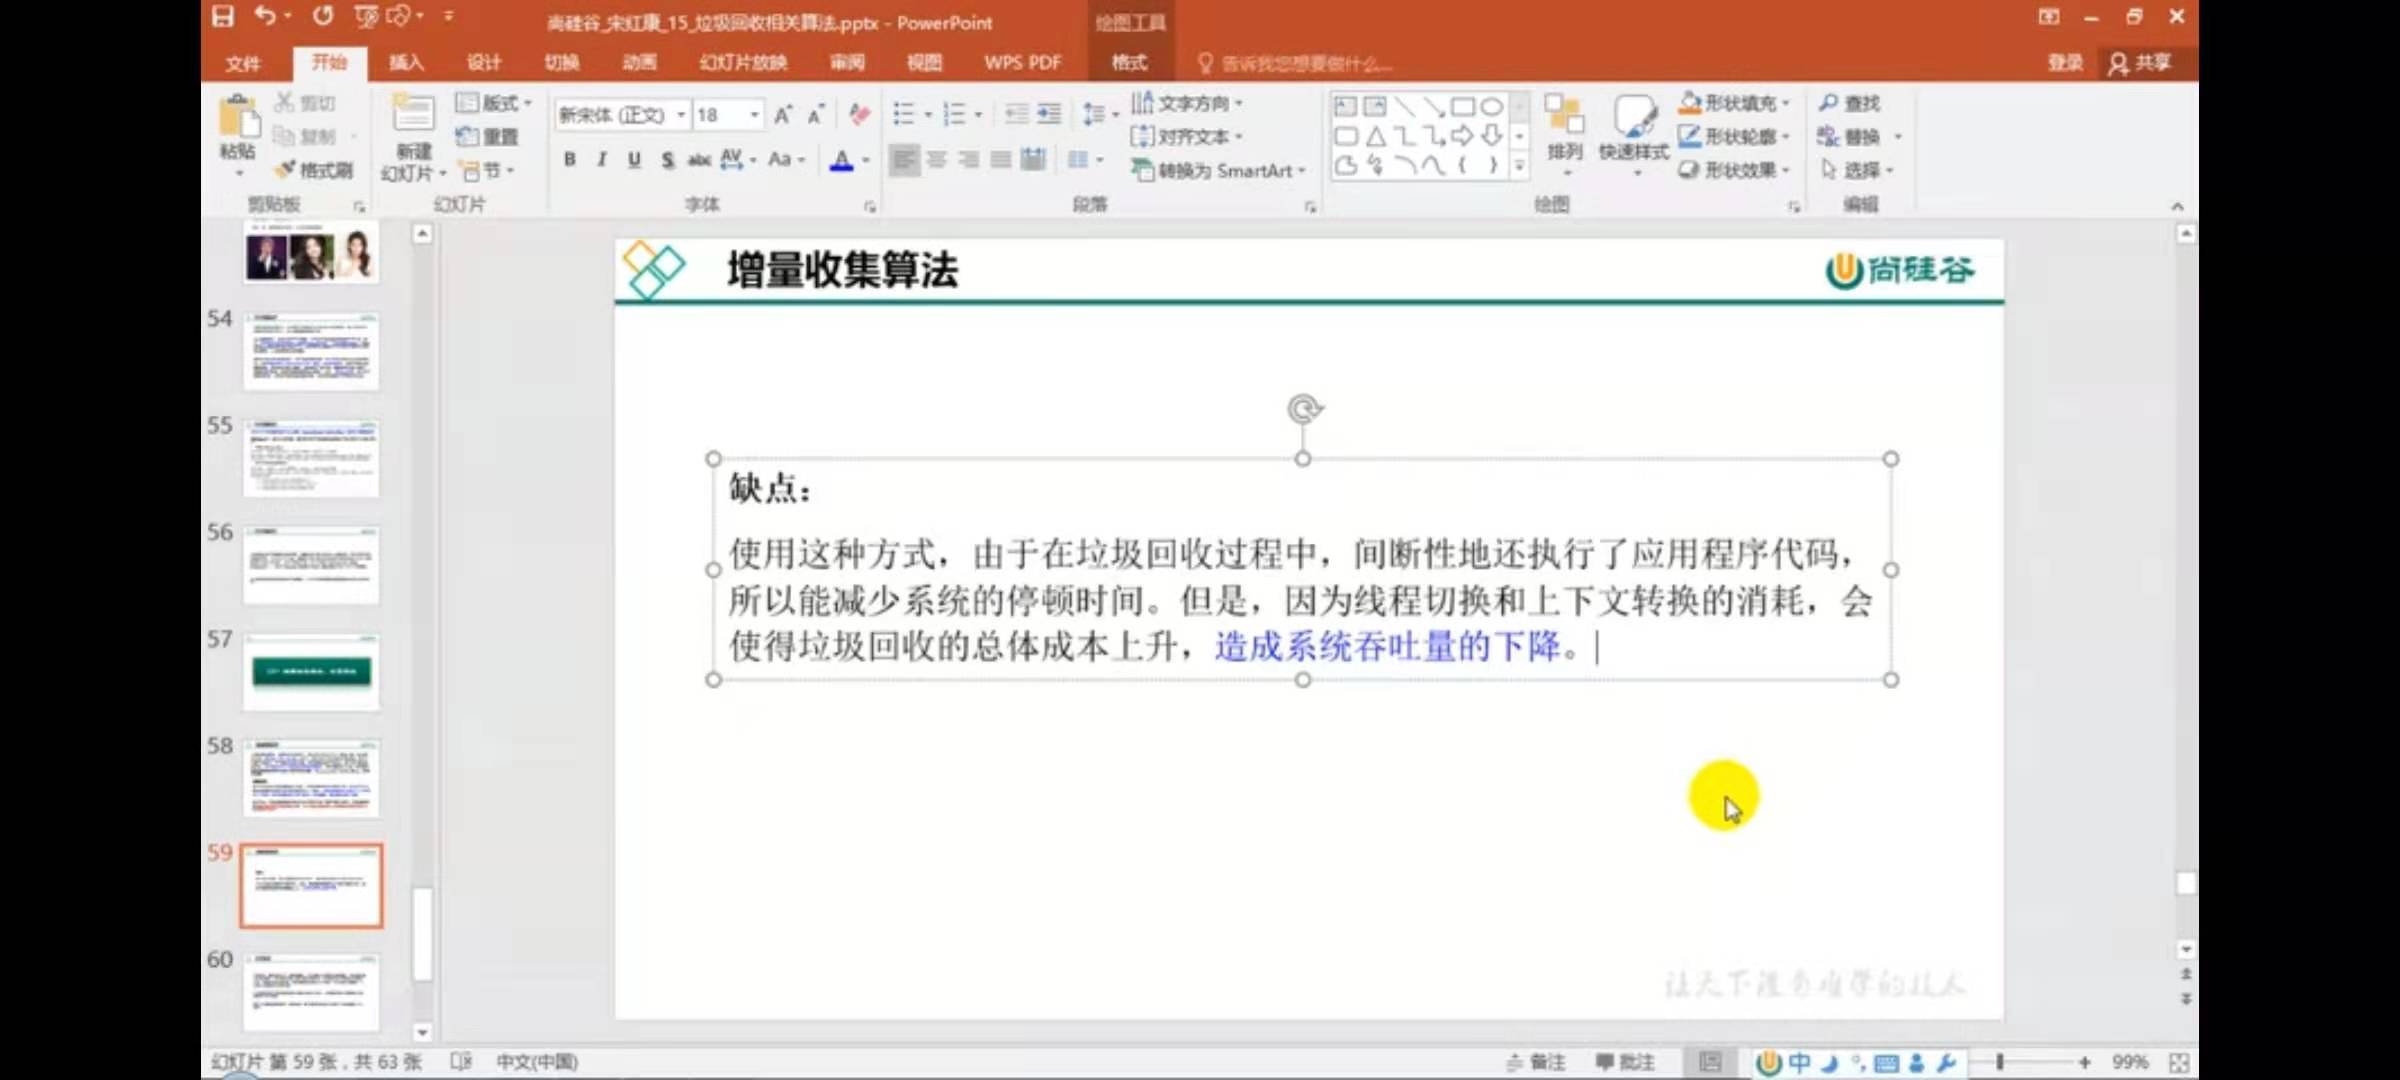 尚硅谷_宋红康_15_垃圾回收相关算法.pptx - PowerPoint
绘图工具
文件 开始 插入 设计 切换 动画 幻灯片放映 审阅 视图 WPS PDF 格式 告诉我您想要做什么... 登录 共享
剪切
复制
格式刷
粘贴
剪贴板
新建
幻灯片
版式
重置
节
幻灯片
新宋体 (正文) 18
B I U S abc AV Aa A
字体
文字方向
对齐文本
转换为 SmartArt
段落
排列
快速样式
形状填充
形状轮廓
形状效果
绘图
查找
替换
选择
编辑
54
55
56
57
58
59
60
增量收集算法
尚硅谷
缺点：
使用这种方式，由于在垃圾回收过程中，间断性地还执行了应用程序代码，
所以能减少系统的停顿时间。但是，因为线程切换和上下文转换的消耗，会
使得垃圾回收的总体成本上升，造成系统吞吐量的下降。
让天下没有难学的技术
幻灯片 第 59 张，共 63 张 中文(中国) 备注 批注 中 99%